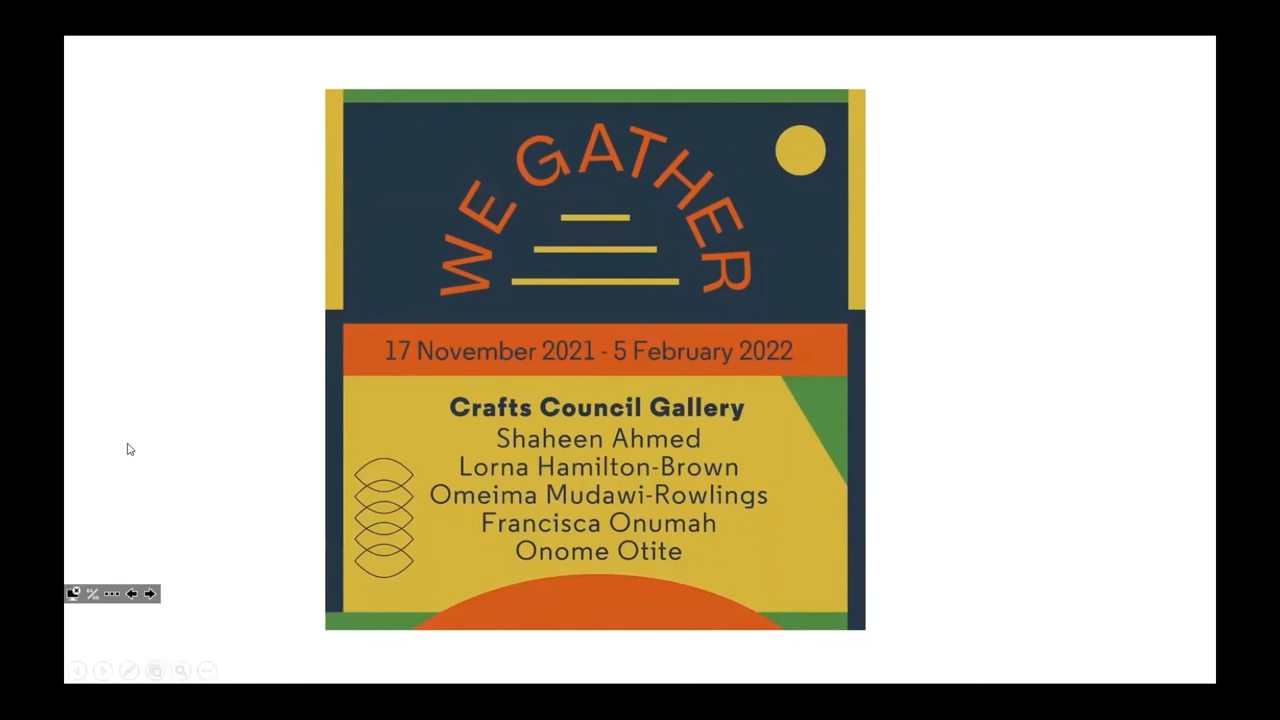 WE GATHER
17 November 2021 - 5 February 2022
Crafts Council Gallery
Shaheen Ahmed
Lorna Hamilton-Brown
Omeima Mudawi-Rowlings
Francisca Onumah
Onome Otite